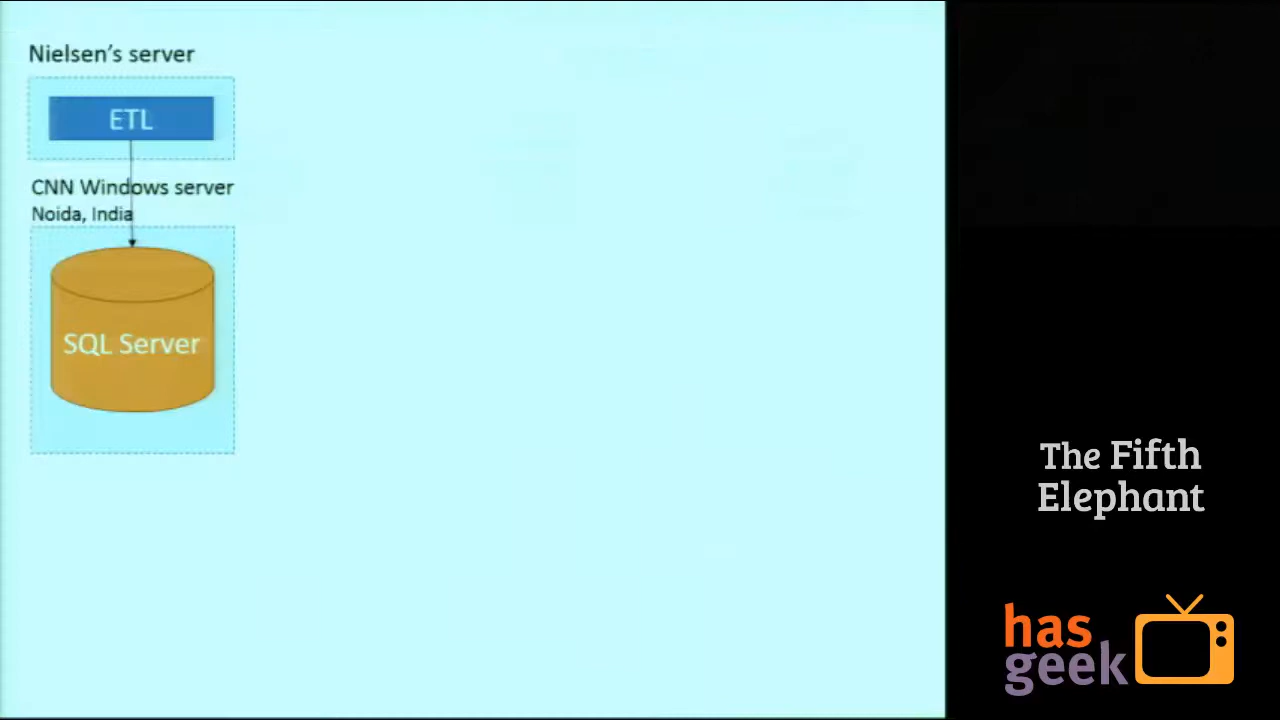 Nielsen's server
ETL
CNN Windows server
Noida, India
SQL Server
The Fifth
Elephant
has
geek